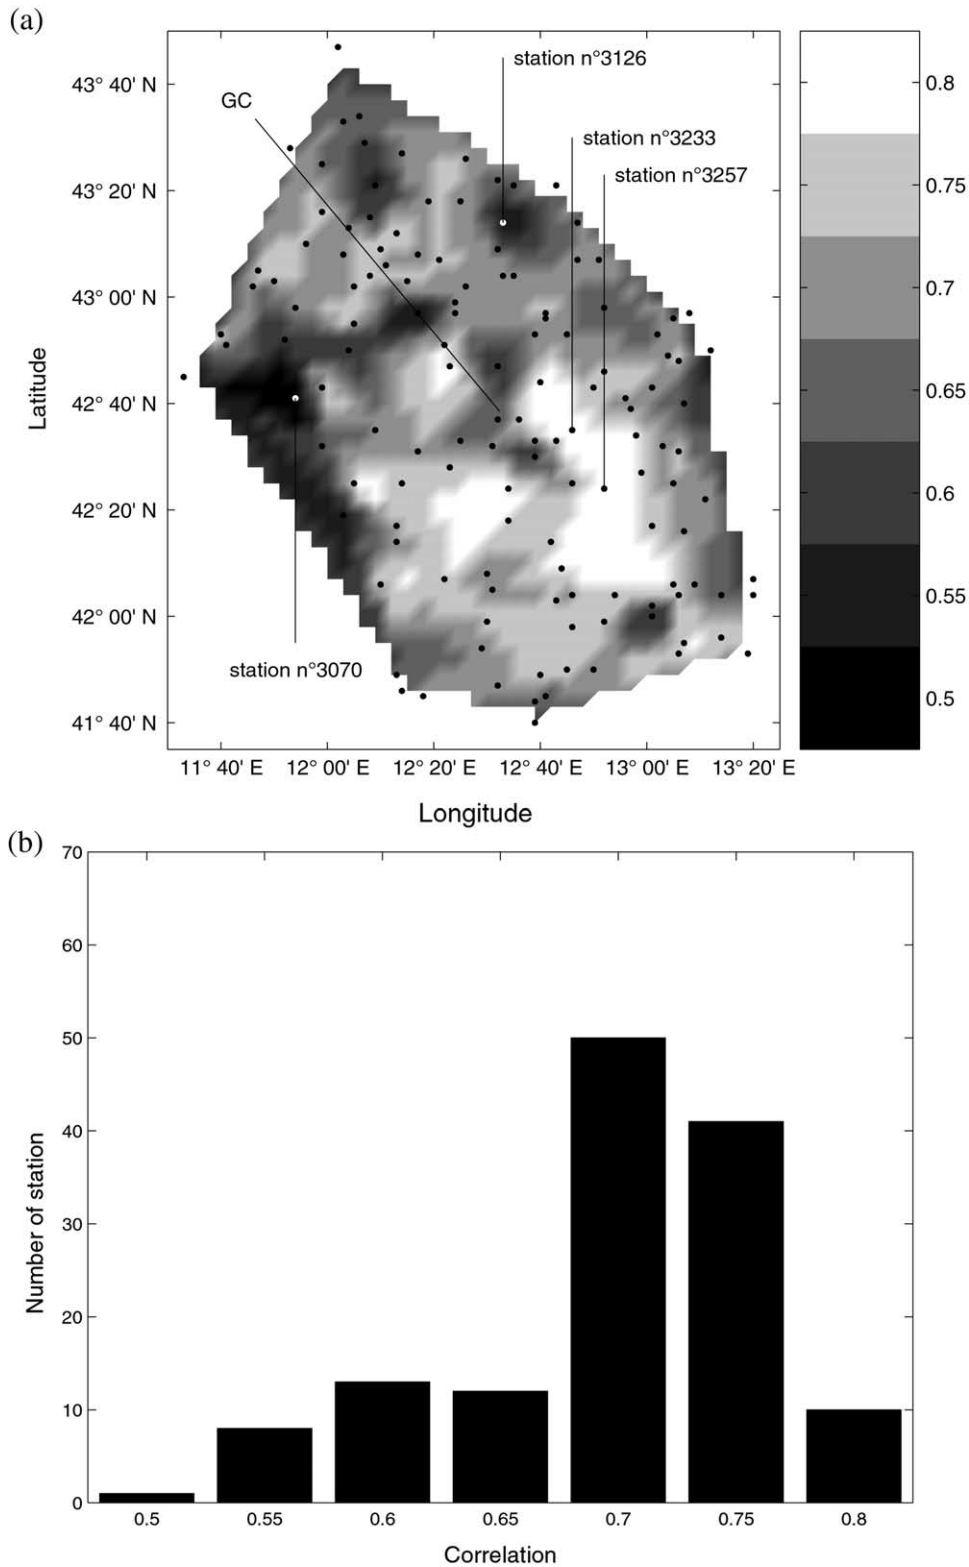 (a)
station n°3126
GC
station n°3233
station n°3257
station n°3070
43° 40' N
43° 20' N
43° 00' N
42° 40' N
42° 20' N
42° 00' N
41° 40' N
Latitude
11° 40' E 12° 00' E 12° 20' E 12° 40' E 13° 00' E 13° 20' E
Longitude
0.8
0.75
0.7
0.65
0.6
0.55
0.5
(b)
70
60
50
40
30
20
10
0
Number of station
0.5 0.55 0.6 0.65 0.7 0.75 0.8
Correlation